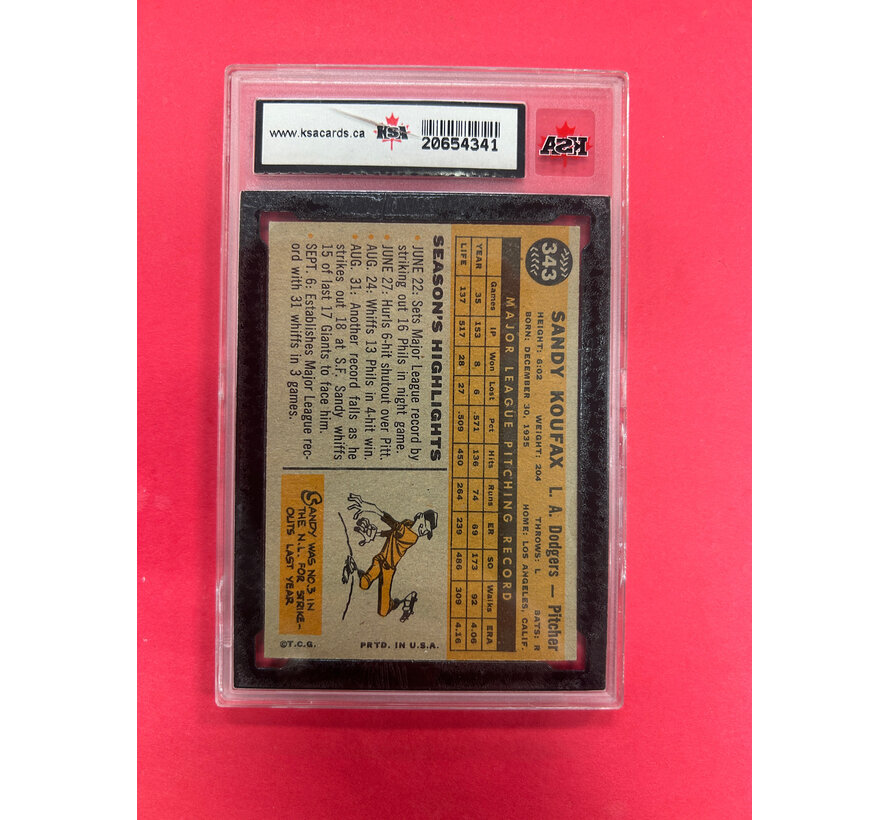 www.ksacards.ca
KSA
20654341
KSA
343
SANDY KOUFAX L. A. Dodgers — Pitcher
HEIGHT: 6:02 WEIGHT: 204 THROWS: L BATS: R
BORN: DECEMBER 30, 1935 HOME: LOS ANGELES, CALIF.
MAJOR LEAGUE PITCHING RECORD
Games IP Won Lost Pct Hits Runs ER SO Walks ERA
YEAR 35 153 8 6 .571 136 74 69 173 92 4.06
LIFE 137 517 28 27 .509 450 264 239 486 309 4.16
SEASON'S HIGHLIGHTS
• JUNE 22: Sets Major League record by
striking out 16 Phils in night game.
• JUNE 27: Hurls 6-hit shutout over Pitt.
• AUG. 24: Whiffs 13 Phils in 4-hit win.
• AUG. 31: Another record falls as he
strikes out 18 at S.F. Sandy whiffs
15 of last 17 Giants to face him.
• SEPT. 6: Establishes Major League rec-
ord with 31 whiffs in 3 games.
SANDY WAS NO.3 IN
THE N.L. FOR STRIKE-
OUTS LAST YEAR
©T.C.G. PRTD. IN U.S.A.